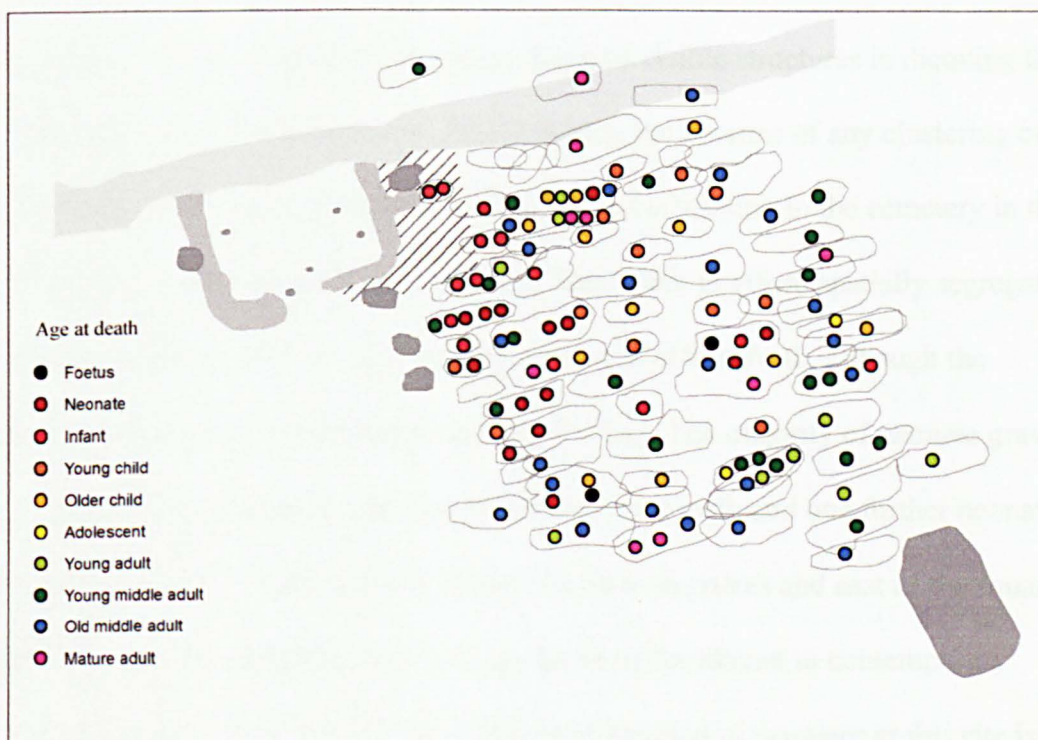 Age at death
Foetus
Neonate
Infant
Young child
Older child
Adolescent
Young adult
Young middle adult
Old middle adult
Mature adult